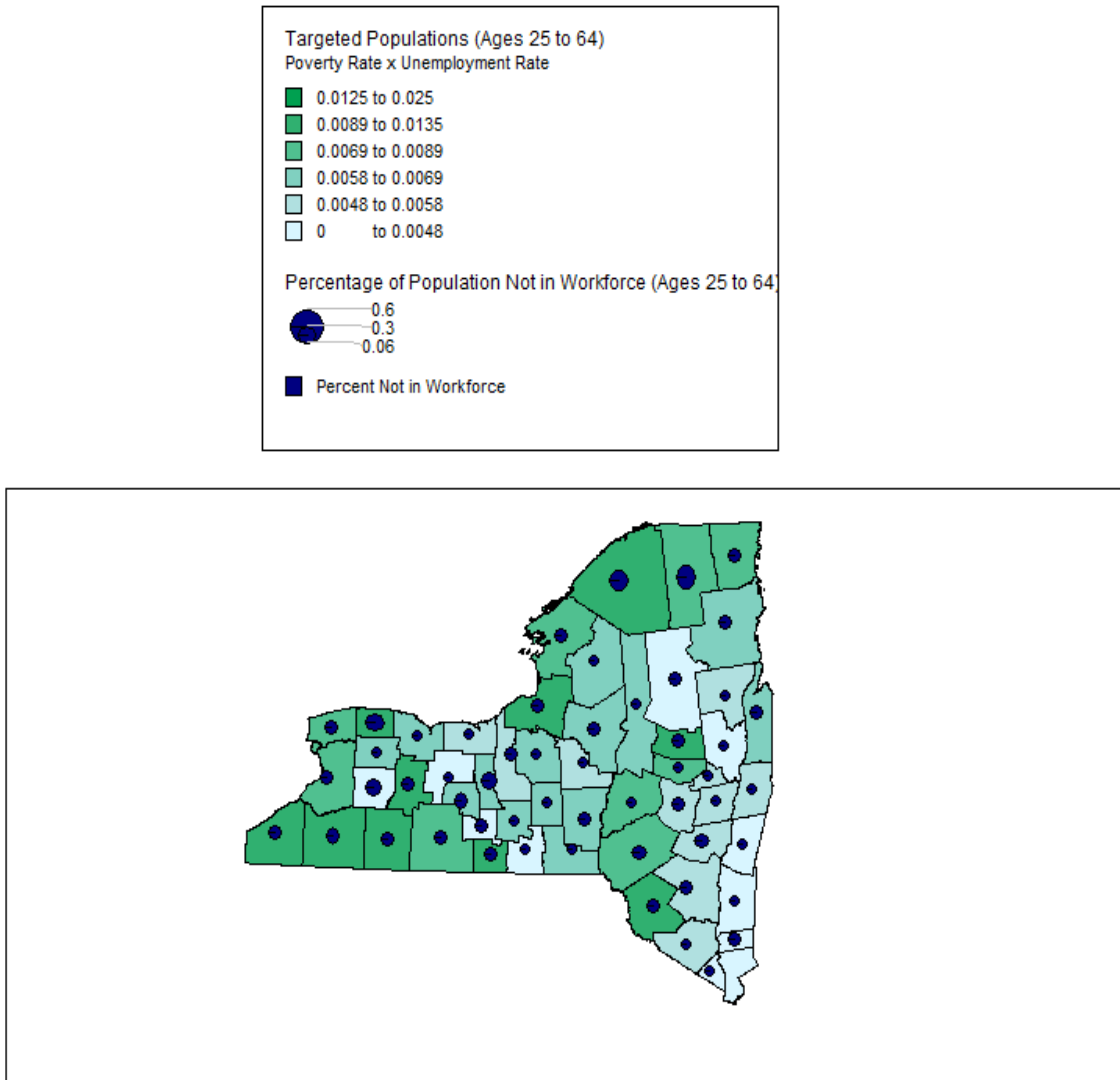 Targeted Populations (Ages 25 to 64)
Poverty Rate x Unemployment Rate
0.0125 to 0.025
0.0089 to 0.0135
0.0069 to 0.0089
0.0058 to 0.0069
0.0048 to 0.0058
0 to 0.0048
Percentage of Population Not in Workforce (Ages 25 to 64)
0.6
0.3
0.06
Percent Not in Workforce